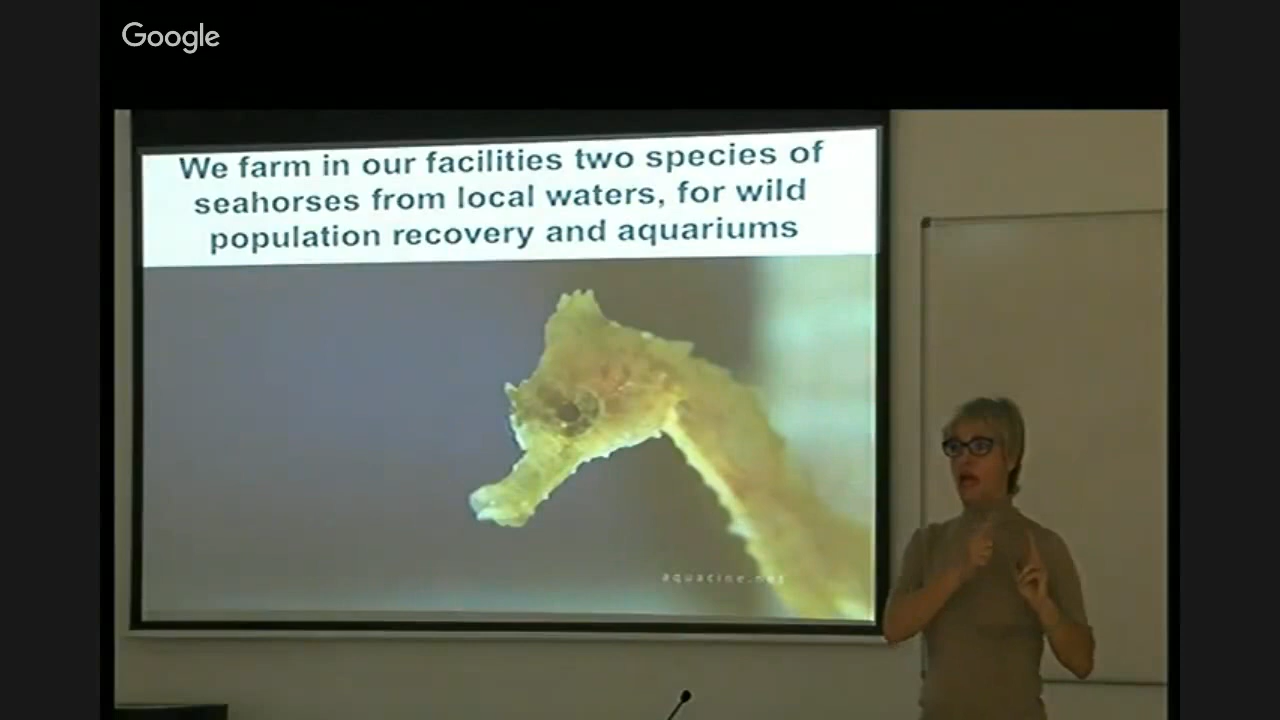 Google
We farm in our facilities two species of
seahorses from local waters, for wild
population recovery and aquariums
aquacine.net